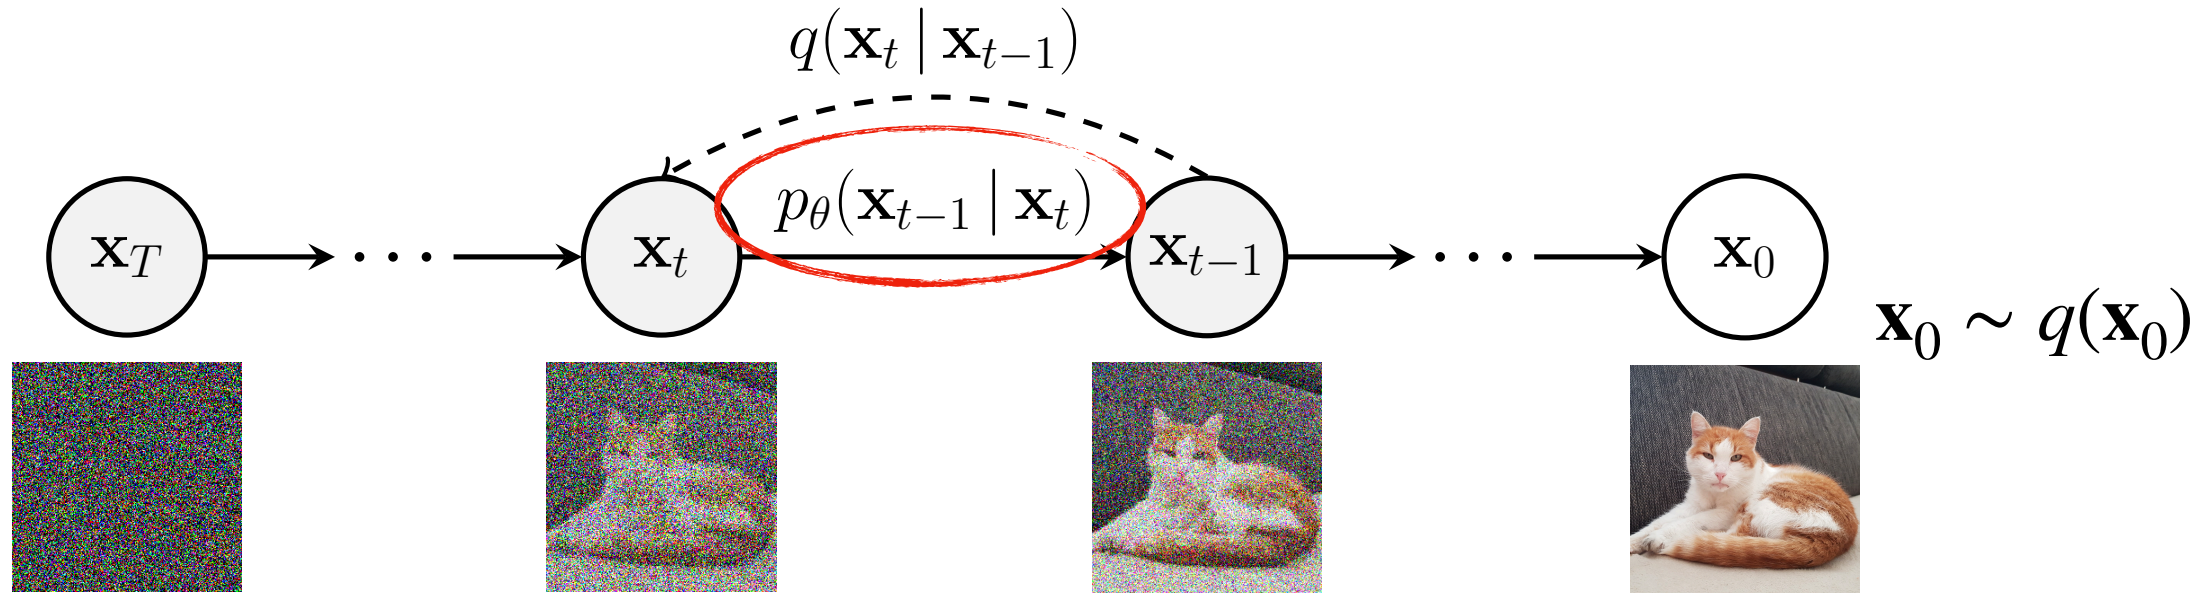 q(𝐱_t | 𝐱_{t−1})
p_θ(𝐱_{t−1} | 𝐱_t)
𝐱_T · · · 𝐱_t 𝐱_{t−1} · · · 𝐱_0
𝐱_0 ∼ q(𝐱_0)